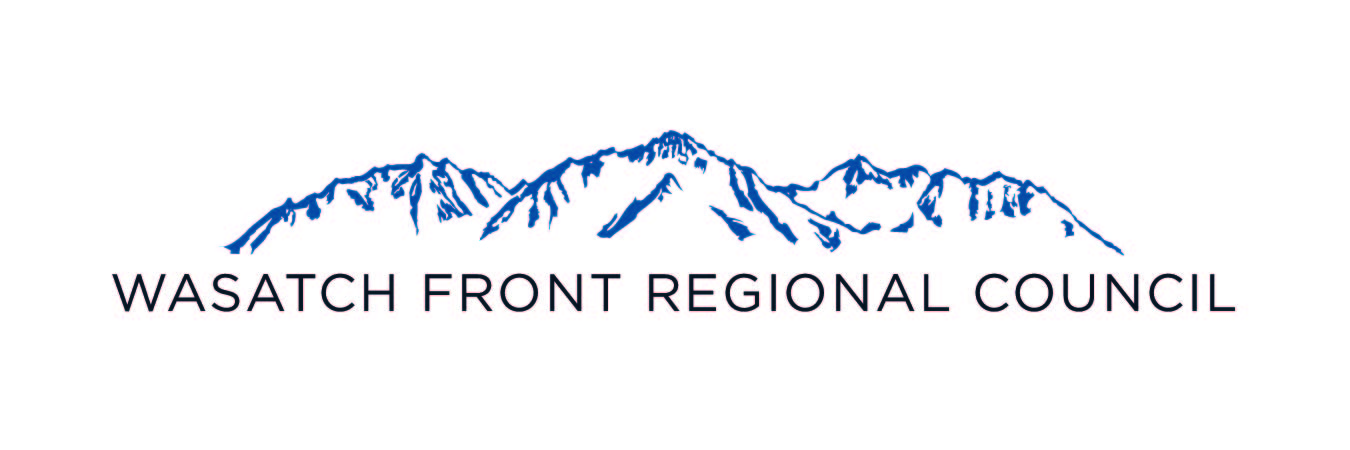 WASATCH FRONT REGIONAL COUNCIL